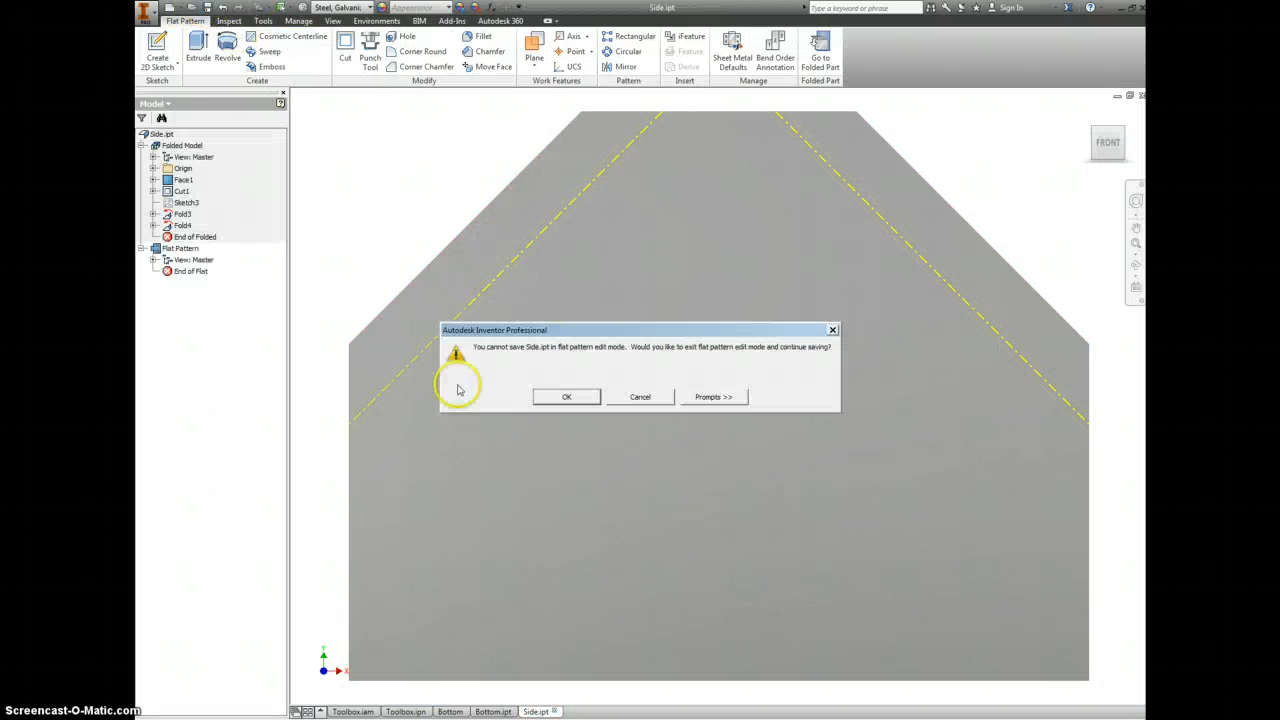 Steel, Galvani
Appearance
Side.ipt
Type a keyword or phrase
Sign In
PRO
Flat Pattern Inspect Tools Manage View Environments BIM Add-Ins Autodesk 360
Create
2D Sketch
Sketch
Extrude
Revolve
Cosmetic Centerline
Sweep
Emboss
Create
Cut
Punch
Tool
Hole
Corner Round
Corner Chamfer
Fillet
Chamfer
Move Face
Modify
Plane
Axis
Point
UCS
Work Features
Rectangular
Circular
Mirror
Pattern
iFeature
Feature
Derive
Insert
Sheet Metal
Defaults
Bend Order
Annotation
Manage
Go to
Folded Part
Folded Part
Model
Side.ipt
Folded Model
View: Master
Origin
Face1
Cut1
Sketch3
Fold3
Fold4
End of Folded
Flat Pattern
View: Master
End of Flat
FRONT
Autodesk Inventor Professional
You cannot save Side.ipt in flat pattern edit mode. Would you like to exit flat pattern edit mode and continue saving?
OK Cancel Prompts >>
Y
X
Toolbox.iam Toolbox.ipn Bottom Bottom.ipt Side.ipt
Screencast-O-Matic.com